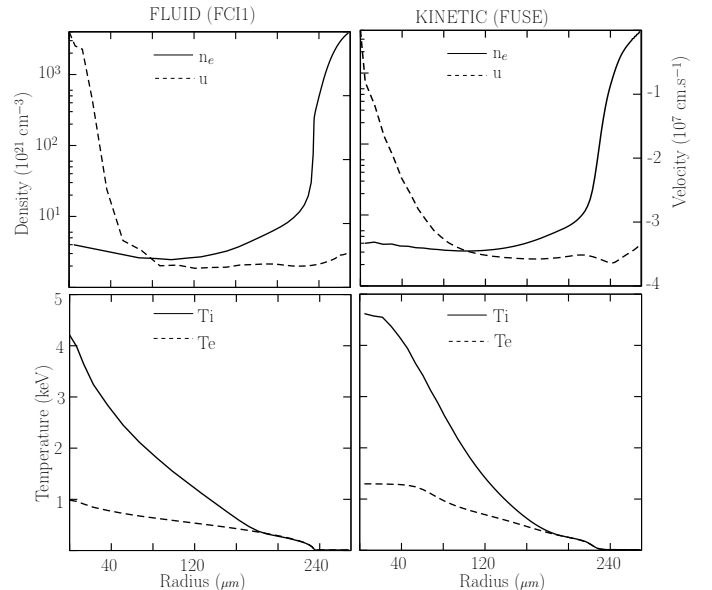 FLUID (FCI1)
KINETIC (FUSE)
n_e
u
n_e
u
Density (10^21 cm^−3)
10^3
10^2
10^1
Velocity (10^7 cm.s^−1)
-1
-2
-3
-4
Ti
Te
Ti
Te
Temperature (keV)
5
4
3
2
1
40
120
240
40
120
240
Radius (μm)
Radius (μm)